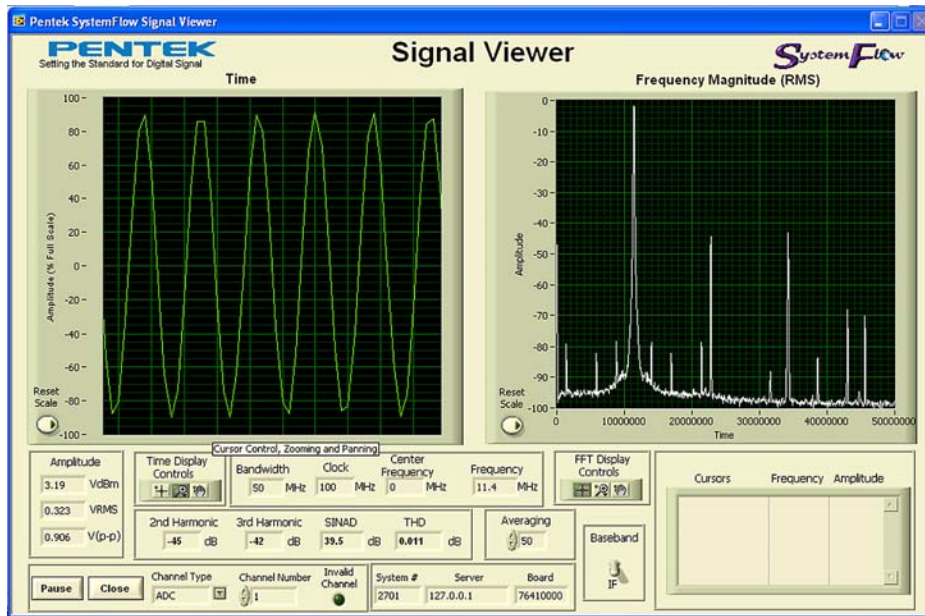 Pentek SystemFlow Signal Viewer
PENTEK
Setting the Standard for Digital Signal
Signal Viewer
SystemFlow
Time
Frequency Magnitude (RMS)
Amplitude (% Full Scale)
100
80
60
40
20
0
-20
-40
-60
-80
-100
Reset
Scale
Amplitude
0
-10
-20
-30
-40
-50
-60
-70
-80
-90
-100
0 10000000 20000000 30000000 40000000 50000000
Time
Reset
Scale
Cursor Control, Zooming and Panning
Amplitude
3.19 VdBm
0.323 VRMS
0.906 V(p-p)
Time Display
Controls
Bandwidth
50 MHz
Clock
100 MHz
Center
Frequency
0 MHz
Frequency
11.4 MHz
FFT Display
Controls
Cursors Frequency Amplitude
2nd Harmonic
-45 dB
3rd Harmonic
-42 dB
SINAD
39.5 dB
THD
0.011 dB
Averaging
50
Baseband
IF
Pause
Close
Channel Type
ADC
Channel Number
1
Invalid
Channel
System #
2701
Server
127.0.0.1
Board
76410000